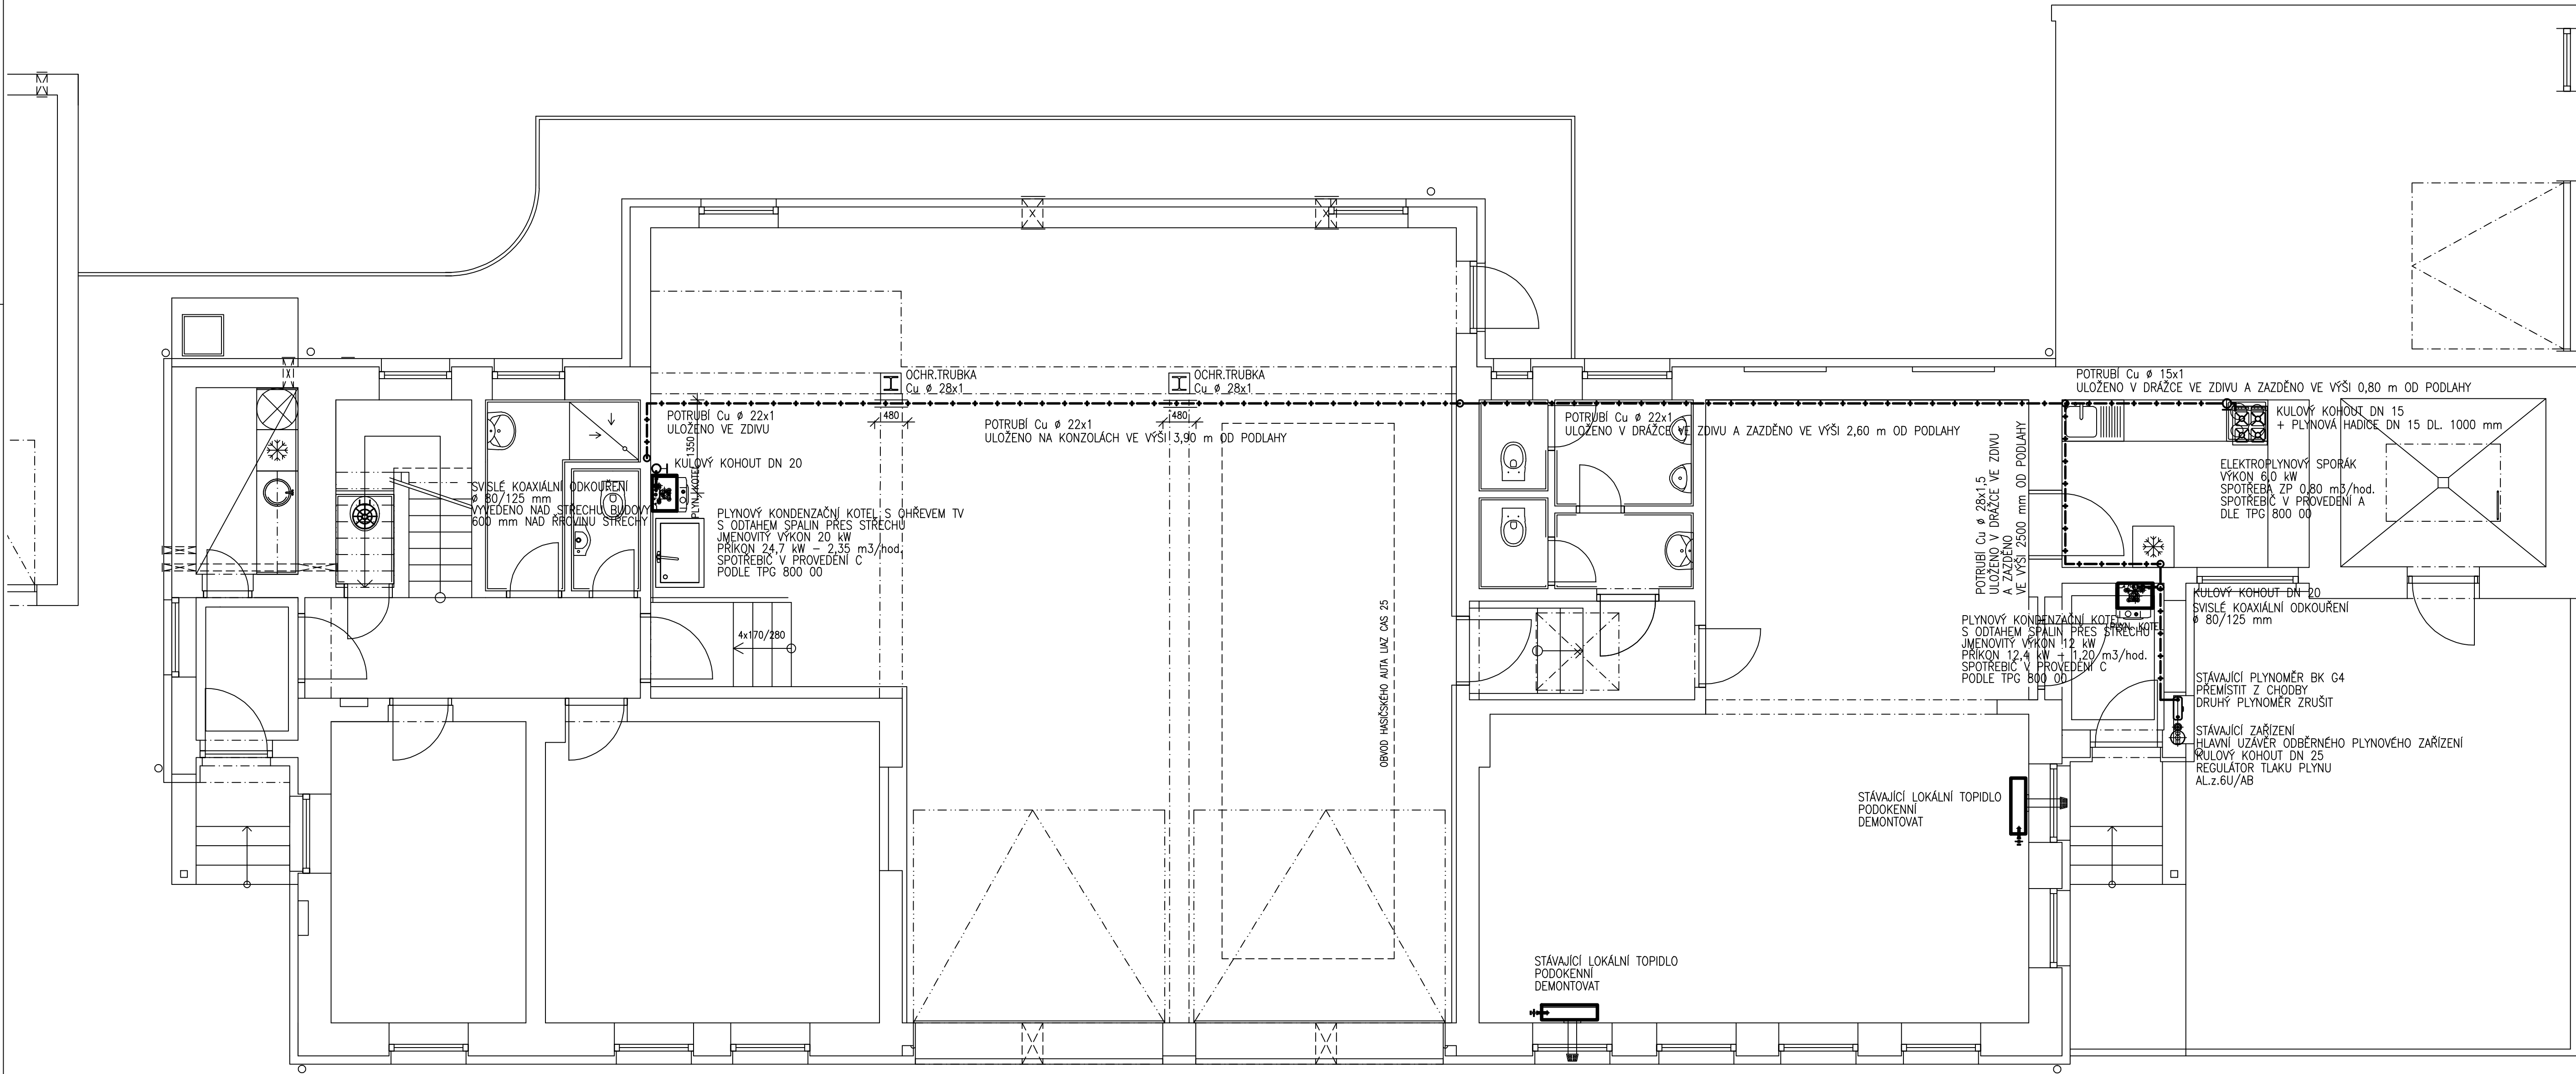 OCHR.TRUBKA
Cu ø 28x1
480
OCHR.TRUBKA
Cu ø 28x1
480
POTRUBÍ Cu ø 22x1
ULOŽENO VE ZDIVU
POTRUBÍ Cu ø 22x1
ULOŽENO NA KONZOLÁCH VE VÝŠI 3,90 m OD PODLAHY
POTRUBÍ Cu ø 22x1
ULOŽENO V DRÁŽCE VE ZDIVU A ZAZDĚNO VE VÝŠI 2,60 m OD PODLAHY
POTRUBÍ Cu ø 15x1
ULOŽENO V DRÁŽCE VE ZDIVU A ZAZDĚNO VE VÝŠI 0,80 m OD PODLAHY
KULOVÝ KOHOUT DN 15
+ PLYNOVÁ HADICE DN 15 DL. 1000 mm
ELEKTROPLYNOVÝ SPORÁK
VÝKON 6,0 kW
SPOTŘEBA ZP 0,80 m3/hod.
SPOTŘEBIČ V PROVEDENÍ A
DLE TPG 800 00
KULOVÝ KOHOUT DN 20
1350
PLYN. KOTEL
SVISLÉ KOAXIÁLNÍ ODKOUŘENÍ
ø 80/125 mm
VYVEDENO NAD STŘECHU BUDOVY
600 mm NAD ŘROVINU STŘECHY
PLYNOVÝ KONDENZAČNÍ KOTEL S OHŘEVEM TV
S ODTAHEM SPALIN PŘES STŘECHU
JMENOVITÝ VÝKON 20 kW
PŘÍKON 24,7 kW – 2,35 m3/hod.
SPOTŘEBIČ V PROVEDENÍ C
PODLE TPG 800 00
4x170/280
OBVOD HASIČSKÉHO AUTA LIAZ CAS 25
POTRUBÍ Cu ø 28x1,5
ULOŽENO V DRÁŽCE VE ZDIVU
A ZAZDĚNO
VE VÝŠI 2500 mm OD PODLAHY
PLYNOVÝ KONDENZAČNÍ KOTEL
S ODTAHEM SPALIN PŘES STŘECHU
JMENOVITÝ VÝKON 12 kW
PŘÍKON 12,4 kW – 1,20 m3/hod.
SPOTŘEBIČ V PROVEDENÍ C
PODLE TPG 800 00
PLYN. KOTEL
KULOVÝ KOHOUT DN 20
SVISLÉ KOAXIÁLNÍ ODKOUŘENÍ
ø 80/125 mm
STÁVAJÍCÍ PLYNOMĚR BK G4
PŘEMÍSTIT Z CHODBY
DRUHÝ PLYNOMĚR ZRUŠIT
STÁVAJÍCÍ ZAŘÍZENÍ
HLAVNÍ UZÁVĚR ODBĚRNÉHO PLYNOVÉHO ZAŘÍZENÍ
KULOVÝ KOHOUT DN 25
REGULÁTOR TLAKU PLYNU
AL.z.6U/AB
STÁVAJÍCÍ LOKÁLNÍ TOPIDLO
PODOKENNÍ
DEMONTOVAT
STÁVAJÍCÍ LOKÁLNÍ TOPIDLO
PODOKENNÍ
DEMONTOVAT